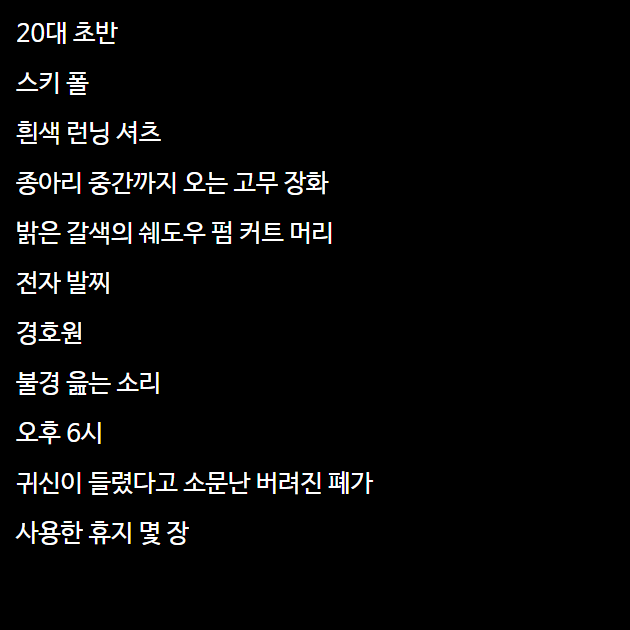 20대 초반
스키 폴
흰색 런닝 셔츠
종아리 중간까지 오는 고무 장화
밝은 갈색의 쉐도우 펌 커트 머리
전자 발찌
경호원
불경 읊는 소리
오후 6시
귀신이 들렸다고 소문난 버려진 폐가
사용한 휴지 몇 장